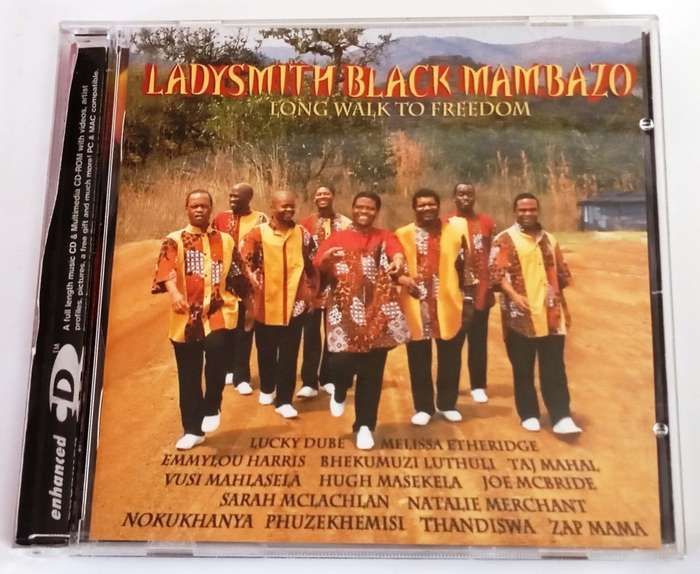 LADYSMITH BLACK MAMBAZO
LONG WALK TO FREEDOM
LUCKY DUBE MELISSA ETHERIDGE
EMMYLOU HARRIS BHEKUMUZI LUTHULI TAJ MAHAL
VUSI MAHLASELA HUGH MASEKELA JOE MCBRIDE
SARAH MCLACHLAN NATALIE MERCHANT
NOKUKHANYA PHUZEKHEMISI THANDISWA ZAP MAMA
enhanced CD TM
A full length music CD & Multimedia CD-ROM with videos, artist
profiles, pictures, a free gift and much more! PC & MAC compatible.